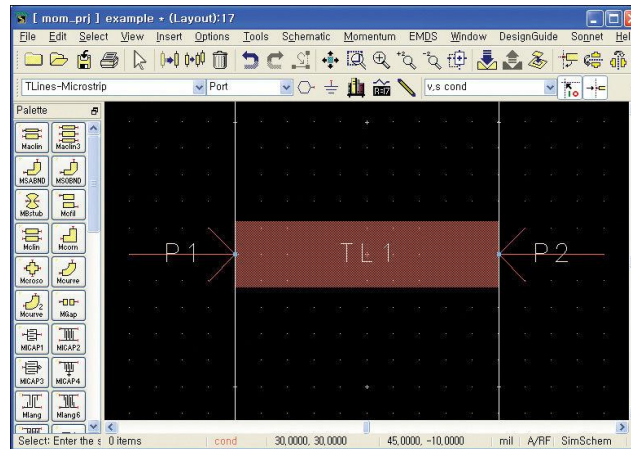 [ mom_prj ] example * (Layout):17
File Edit Select View Insert Options Tools Schematic Momentum EMDS Window DesignGuide Sonnet Hel
TLines-Microstrip Port v,s cond
Palette
Maclin Maclin3
MSABND MSOBND
MBstub Mcfil
Mclin Mcorn
Mcroso Mcurve
Mcurve MGap
MICAP1 MICAP2
MICAP3 MICAP4
Mlang Mlang6
P1 TL1 P2
Select: Enter the s 0 items cond 30,0000, 30,0000 45,0000, -10,0000 mil A/RF SimSchem